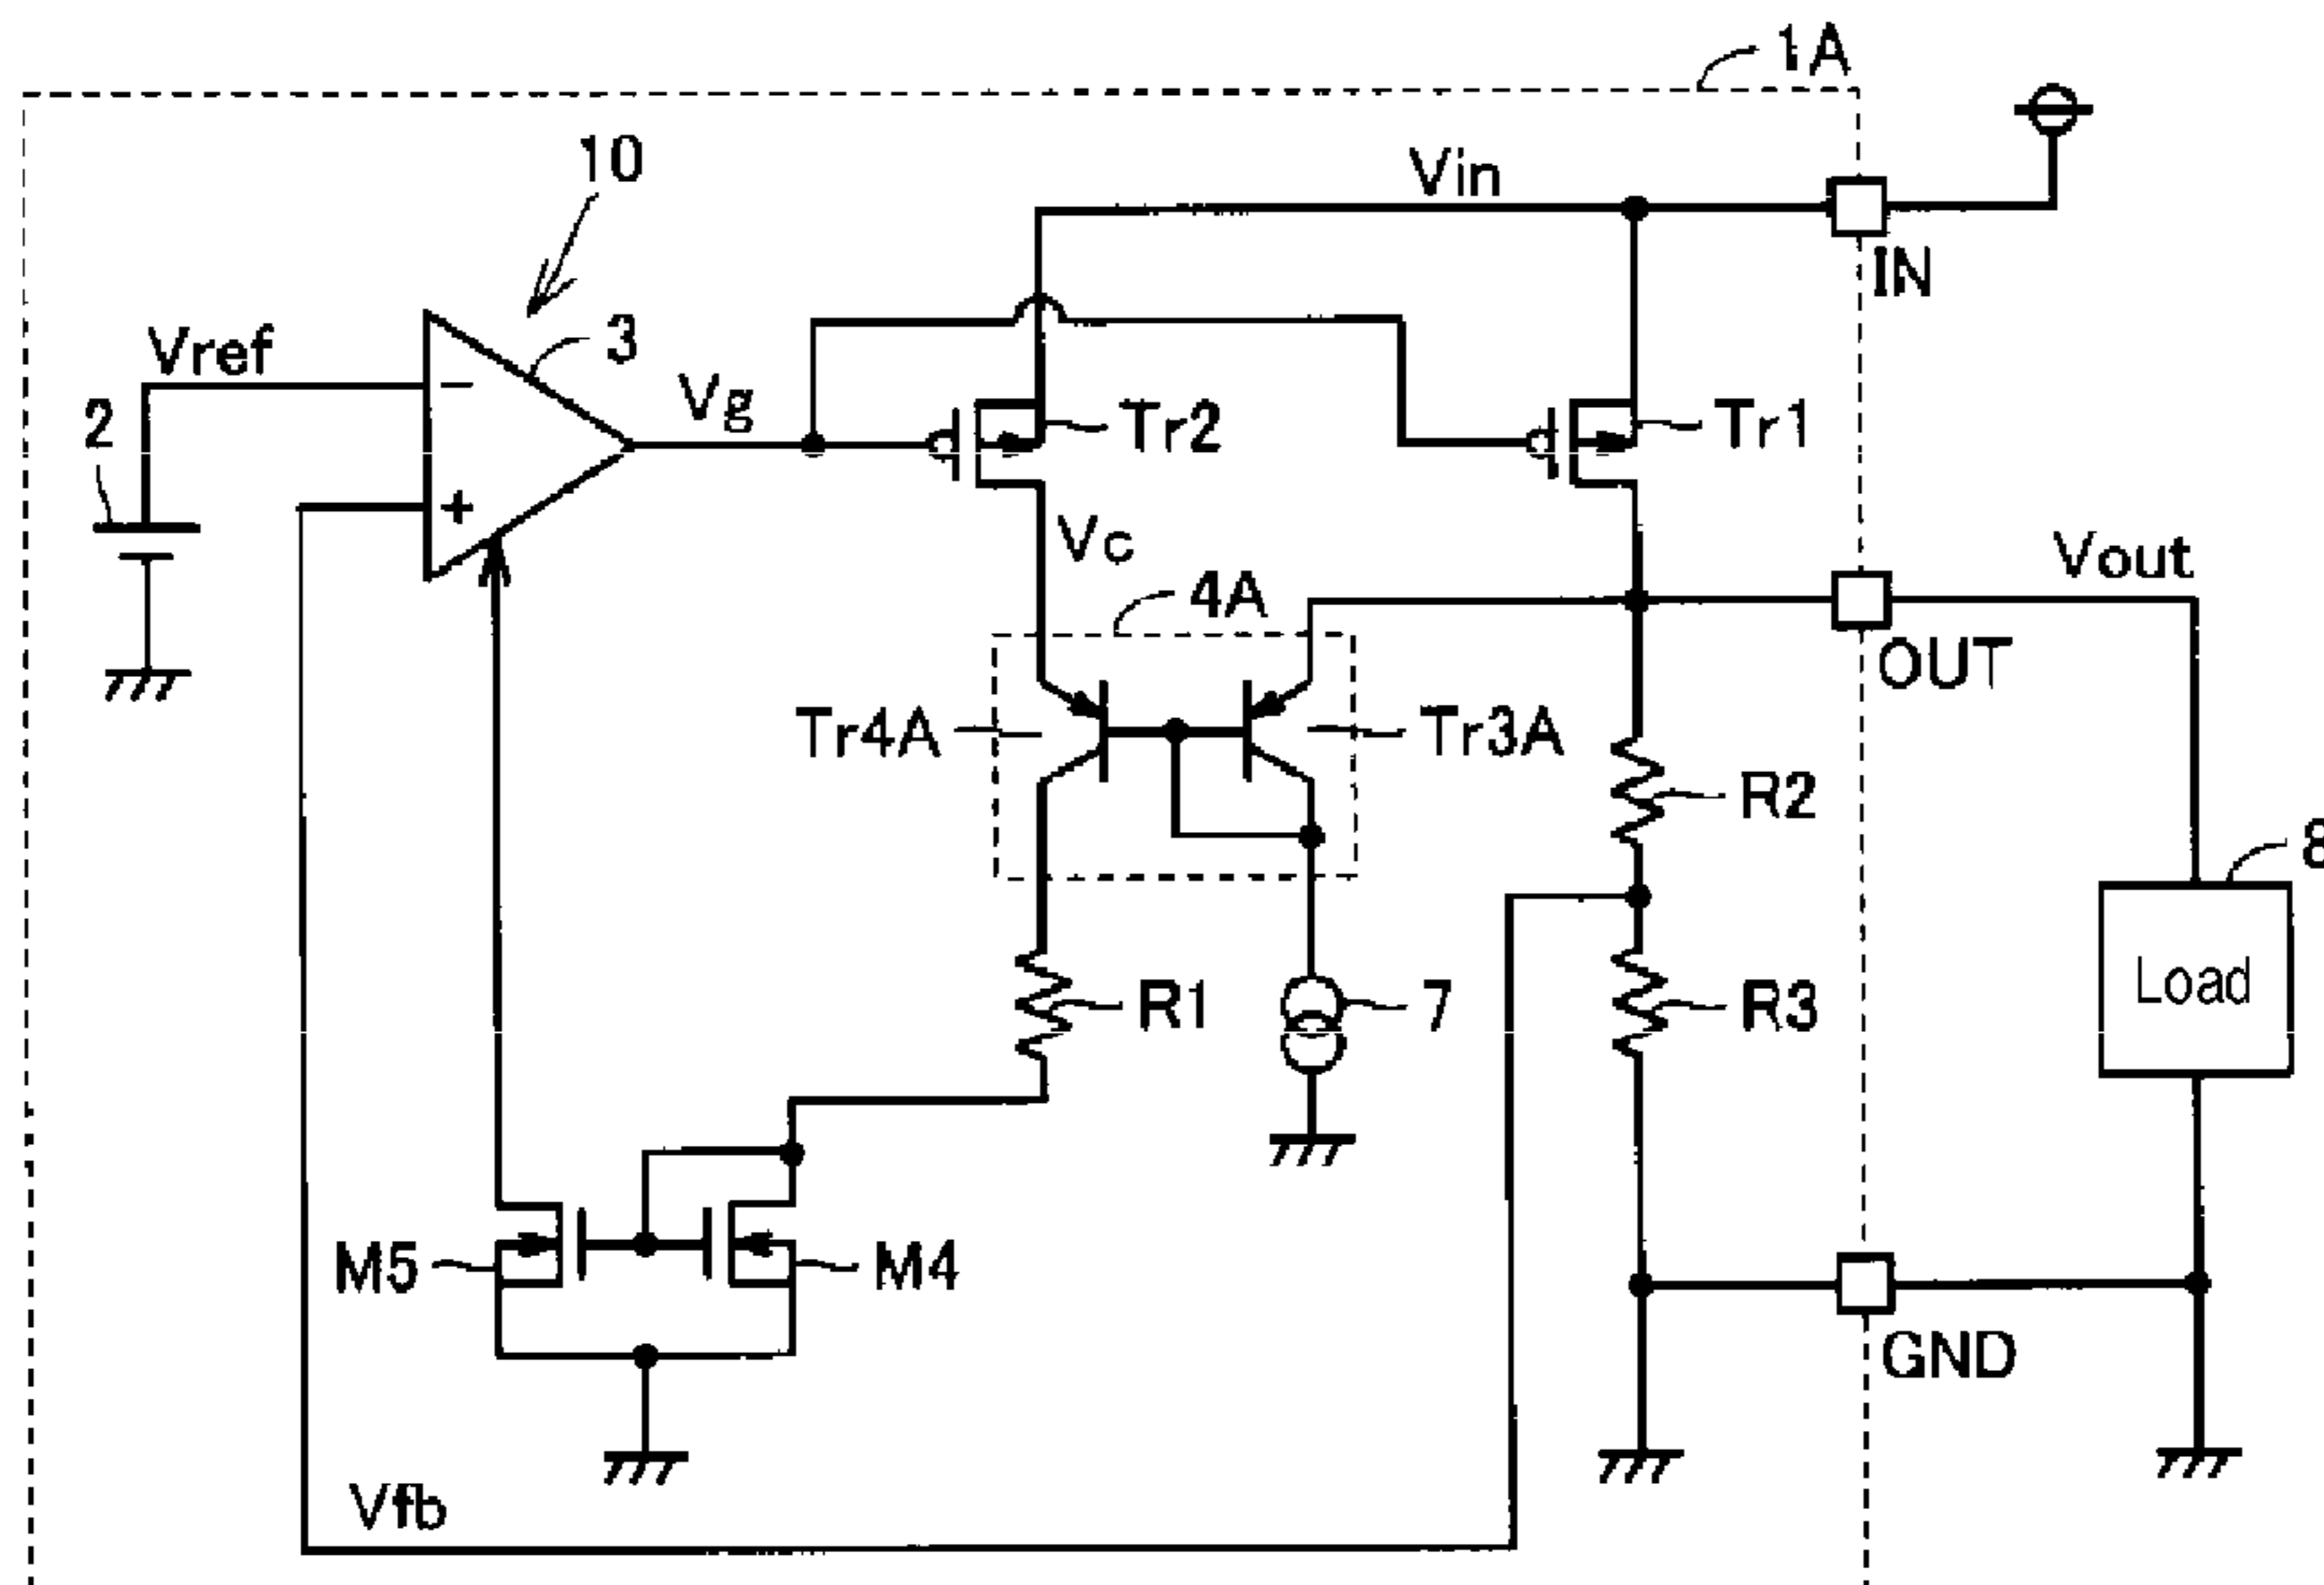 1A
10
Vin
IN
Vref
3
Vg
2
Tr2
Tr1
Vc
Vout
4A
OUT
Tr4A
Tr3A
R2
8
R1
7
R3
Load
M5
M4
GND
Vfb
−
+